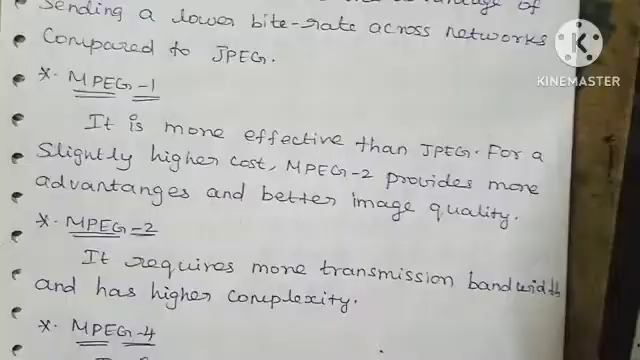 sending a lower bite-rate across networks
compared to JPEG.
*. MPEG-1
It is more effective than JPEG. For a
slightly higher cost, MPEG-2 provides more
advantanges and better image quality.
*. MPEG-2
It requires more transmission bandwidth
and has higher complexity.
*. MPEG-4
KINEMASTER